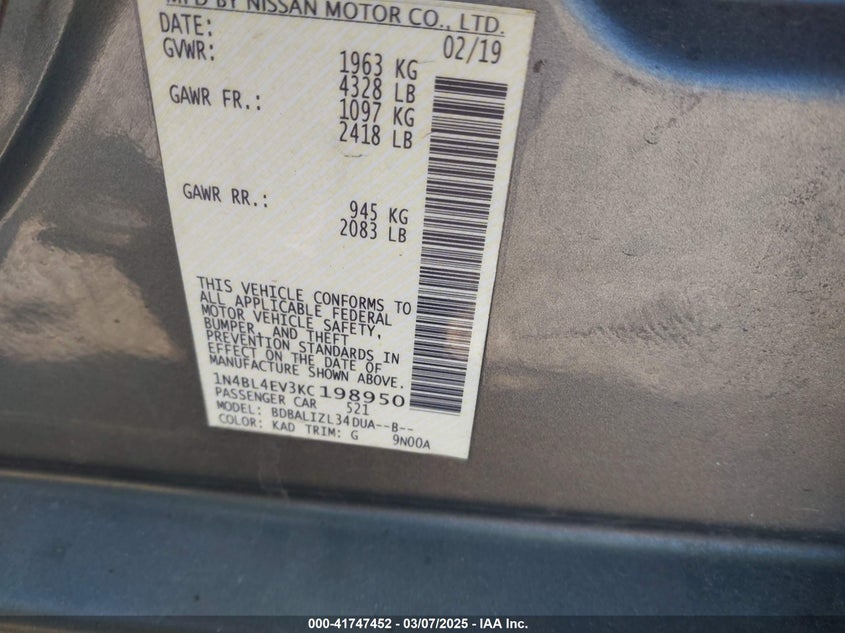 MFD BY NISSAN MOTOR CO., LTD.
DATE: 02/19
GVWR: 1963 KG
4328 LB
GAWR FR.: 1097 KG
2418 LB
GAWR RR.: 945 KG
2083 LB
THIS VEHICLE CONFORMS TO
ALL APPLICABLE FEDERAL
MOTOR VEHICLE SAFETY,
BUMPER, AND THEFT
PREVENTION STANDARDS IN
EFFECT ON THE DATE OF
MANUFACTURE SHOWN ABOVE.
1N4BL4EV3KC198950
PASSENGER CAR 521
MODEL: BDBALIZL34DUA--B--
COLOR: KAD TRIM: G 9N00A
000-41747452 — 03/07/2025 — IAA Inc.